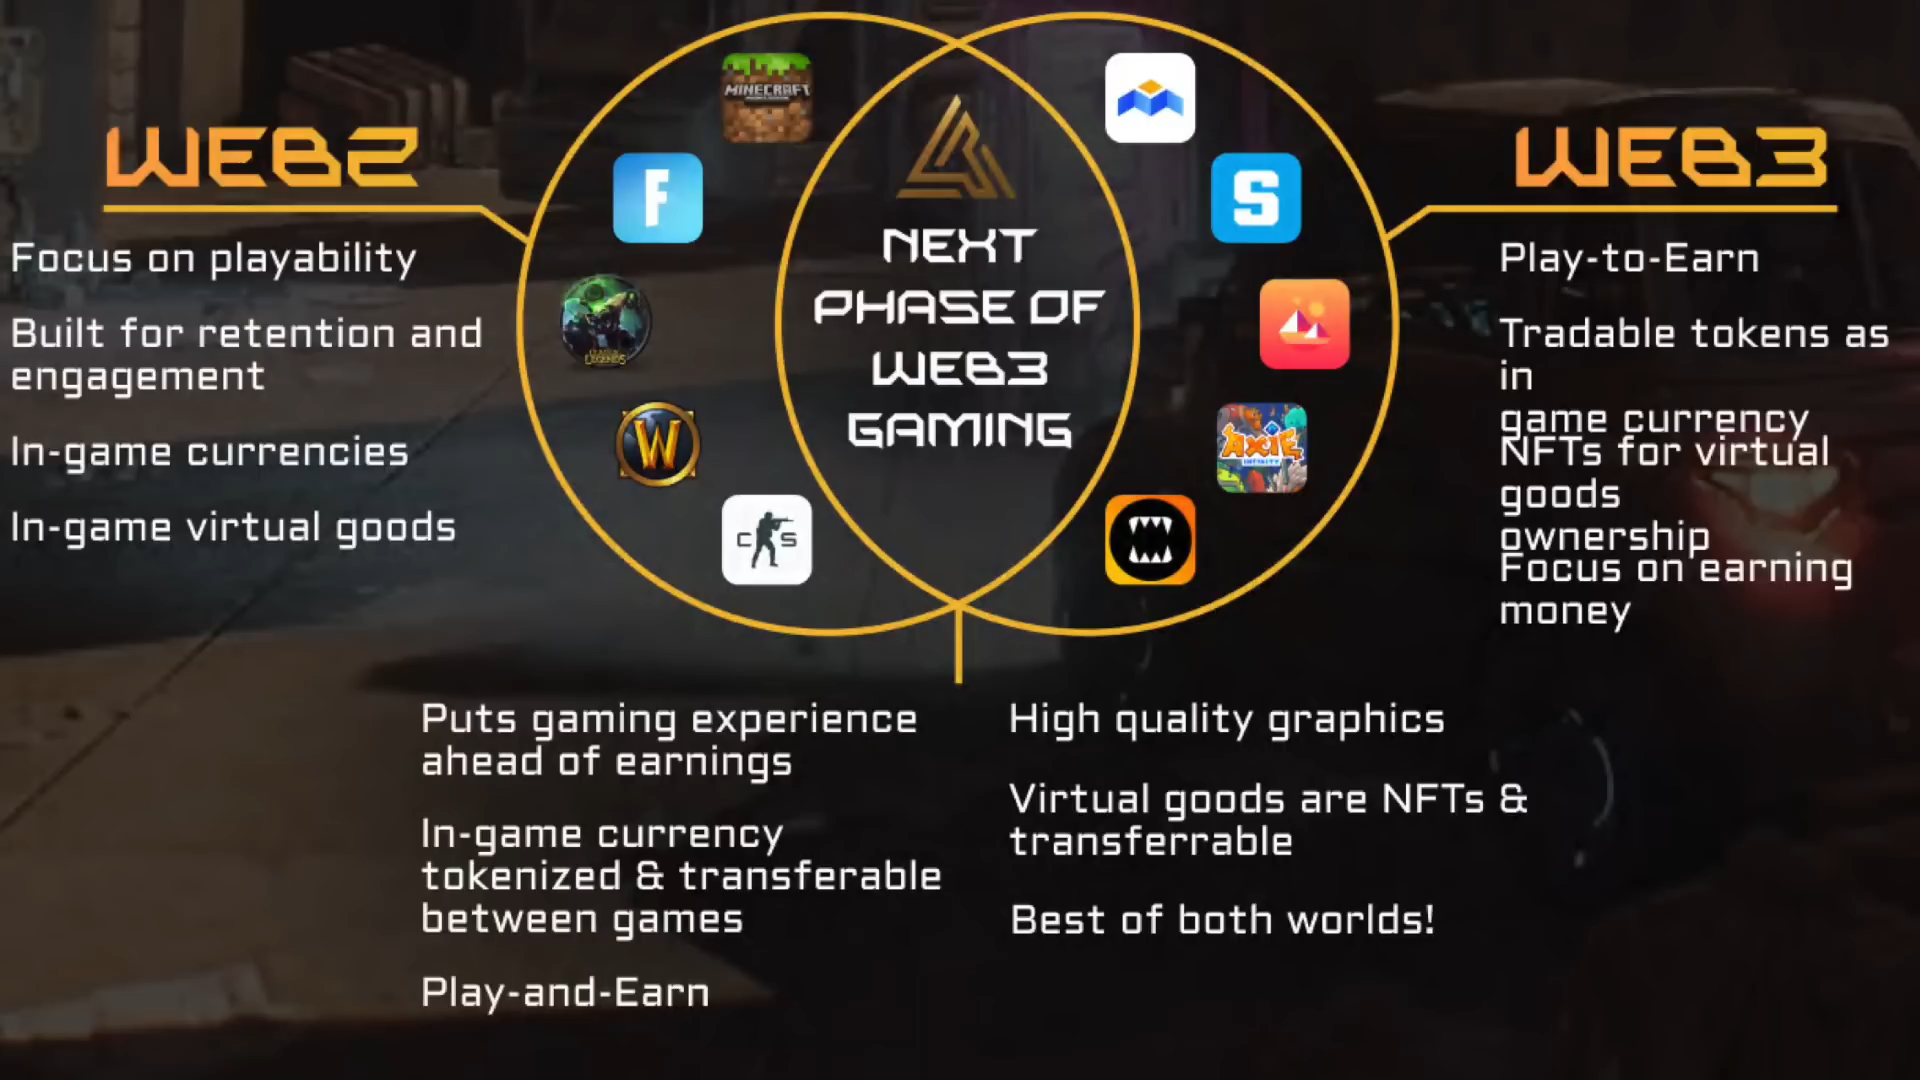 WEB2
Focus on playability
Built for retention and
engagement
In-game currencies
In-game virtual goods
MINECRAFT
F
LEGENDS
W
C S
NEXT
PHASE OF
WEB3
GAMING
S
AXIE
INFINITY
WEB3
Play-to-Earn
Tradable tokens as
in
game currency
NFTs for virtual
goods
ownership
Focus on earning
money
Puts gaming experience
ahead of earnings
In-game currency
tokenized & transferable
between games
Play-and-Earn
High quality graphics
Virtual goods are NFTs &
transferrable
Best of both worlds!